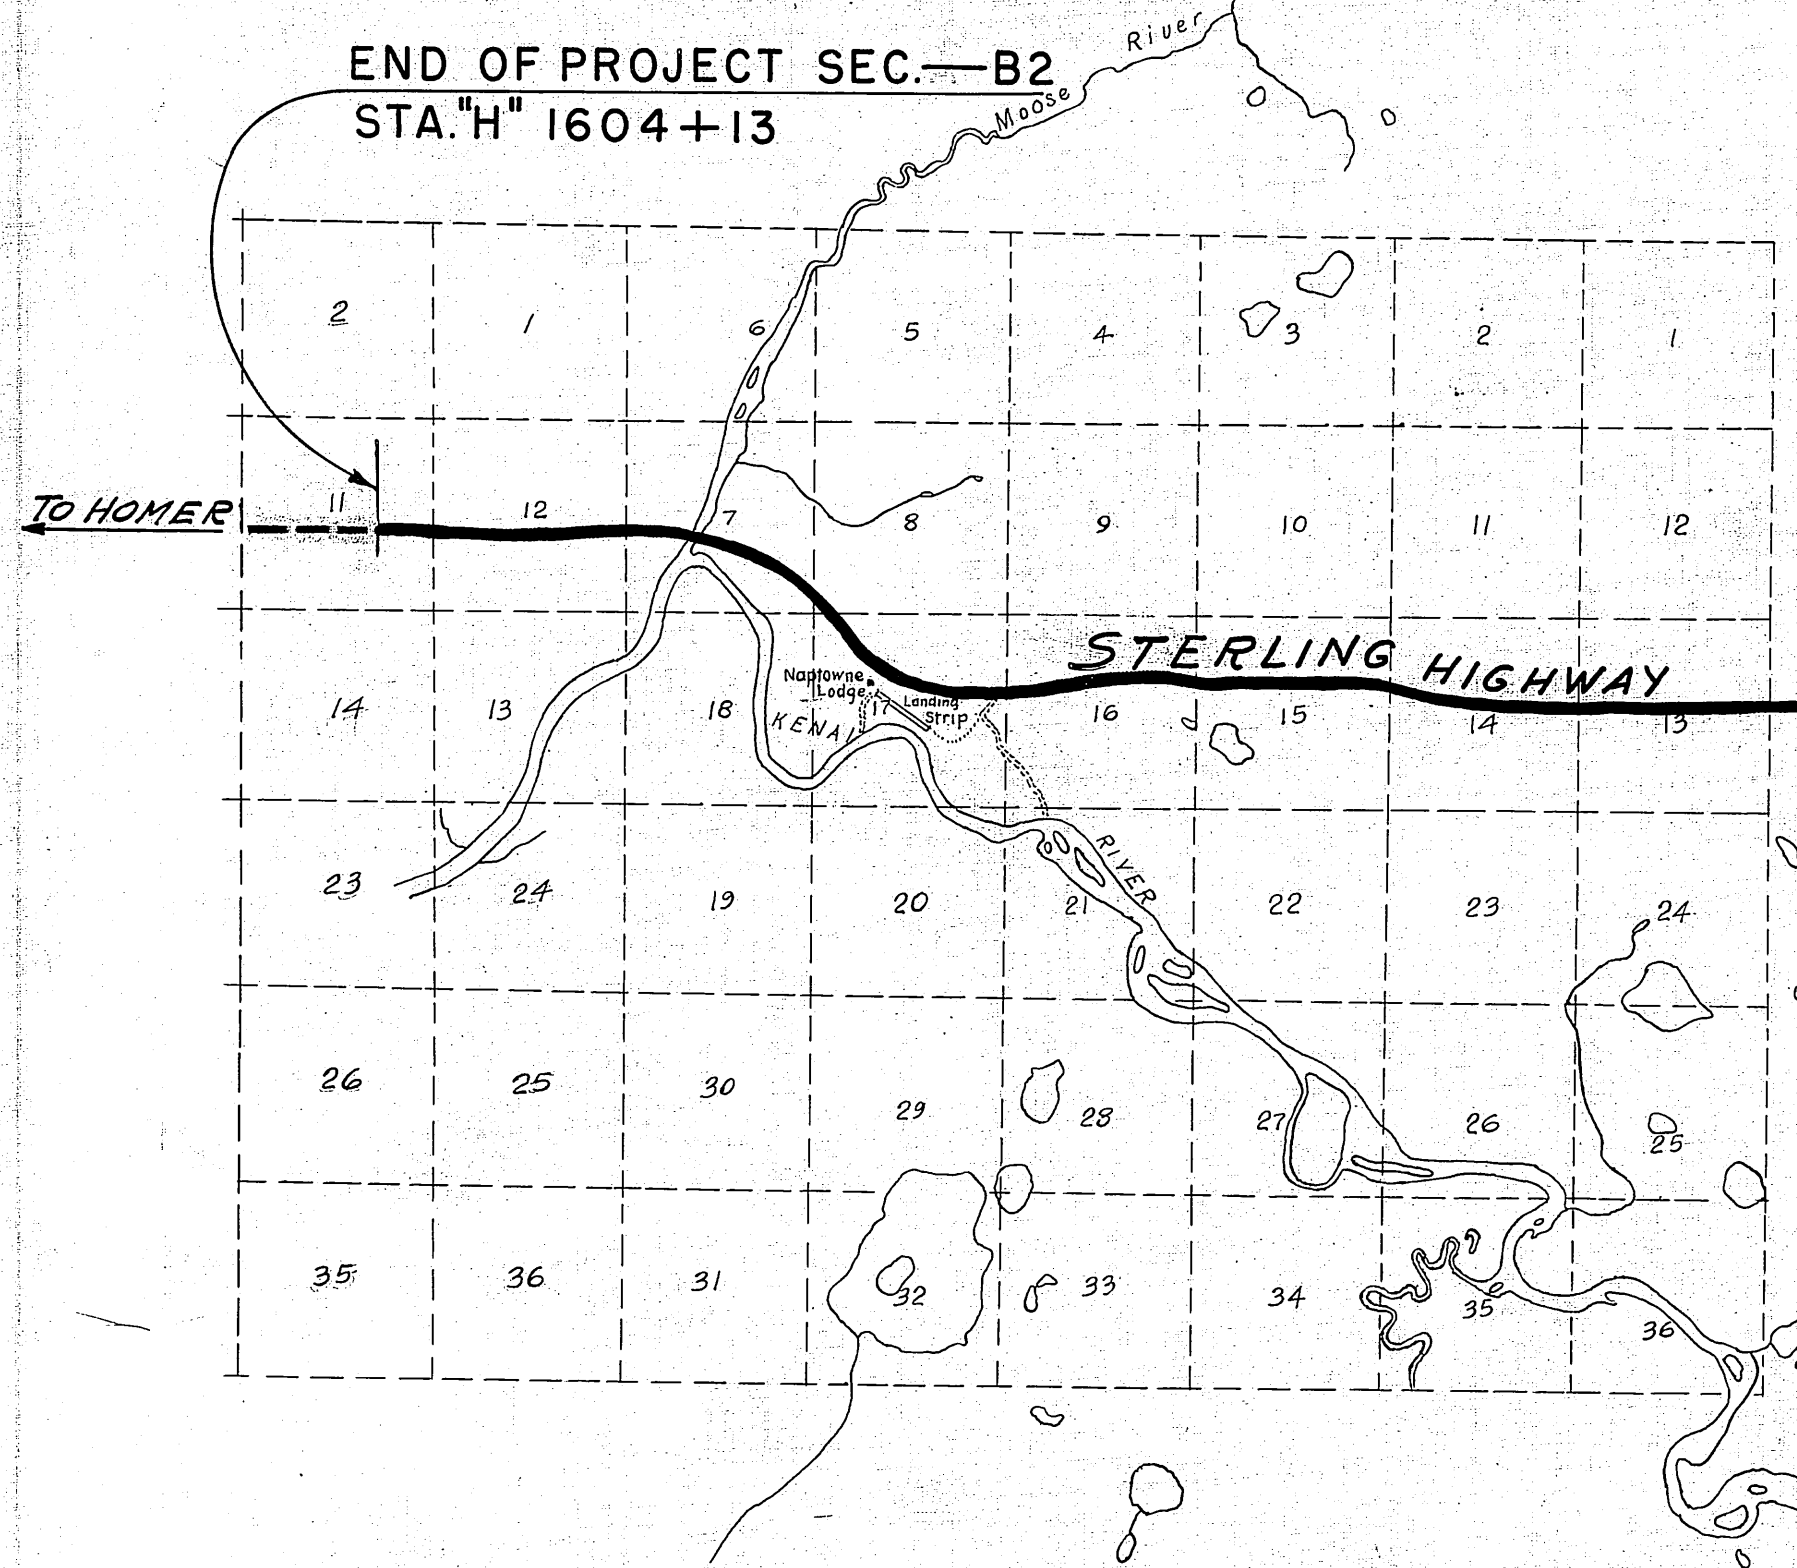 END OF PROJECT SEC.—B2
STA. "H" 1604+13
Moose River
2 1 6 5 4 3 2 1
TO HOMER
11 12 7 8 9 10 11 12
STERLING HIGHWAY
Naptowne Lodge
Landing Strip
14 13 18 17 16 15 14 13
KENAI RIVER
23 24 19 20 21 22 23 24
26 25 30 29 28 27 26 25
35 36 31 32 33 34 35 36